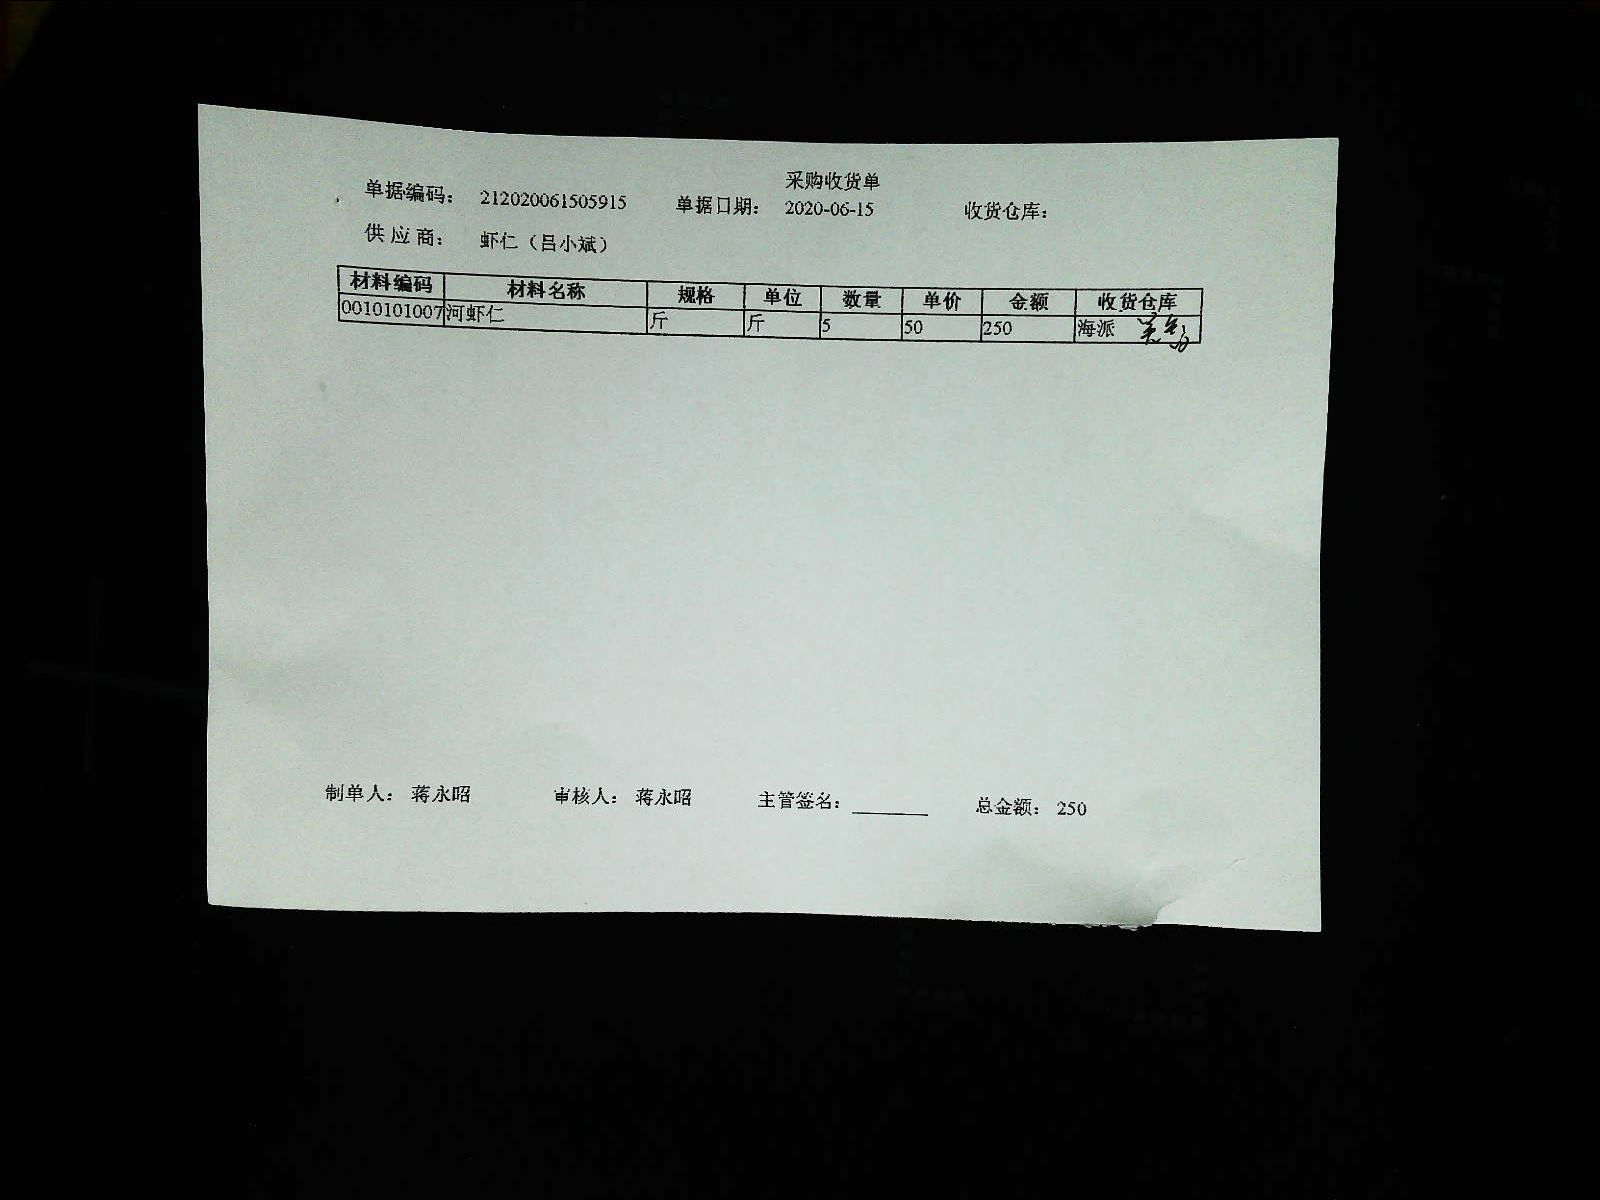 采购收货单
单据编码： 212020061505915 单据日期： 2020-06-15 收货仓库：
供 应 商： 虾仁（吕小斌）
材料编码 材料名称 规格 单位 数量 单价 金额 收货仓库
0010101007 河虾仁 斤 斤 5 50 250 海派
制单人： 蒋永昭 审核人： 蒋永昭 主管签名： 总金额： 250